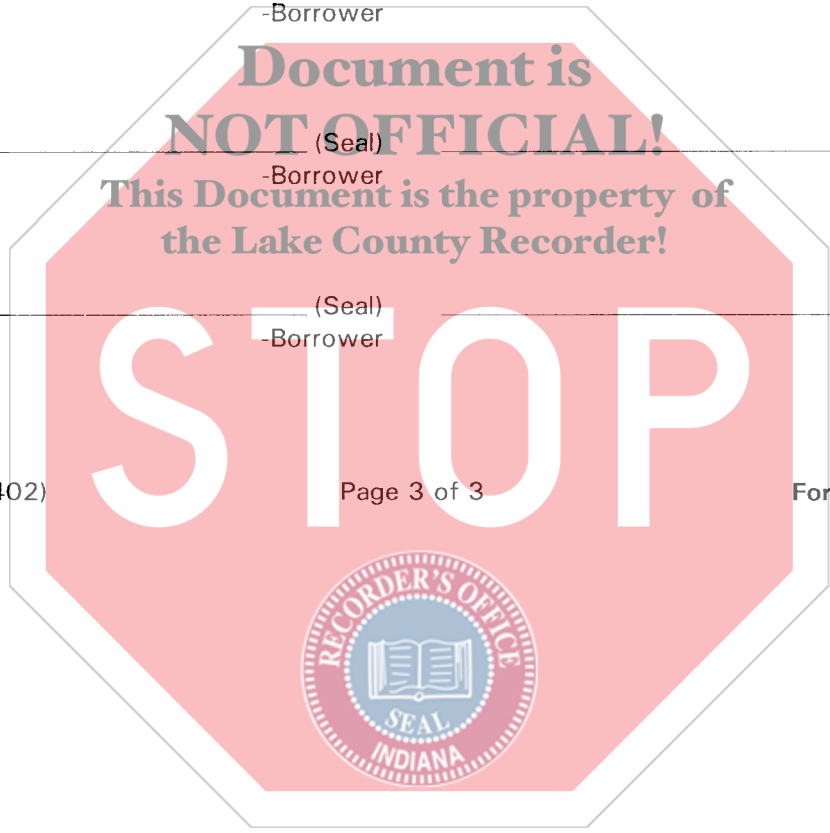 -Borrower
Document is
NOT OFFICIAL!
(Seal)
-Borrower
This Document is the property of
the Lake County Recorder!
(Seal)
-Borrower
STOP
402)
Page 3 of 3
For
RECORDER'S OFFICE
SEAL
INDIANA